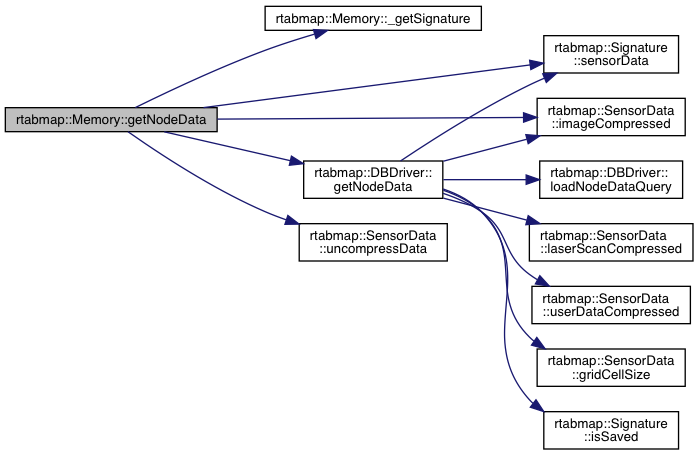 rtabmap::Memory::_getSignature
rtabmap::Signature
::sensorData
rtabmap::Memory::getNodeData
rtabmap::SensorData
::imageCompressed
rtabmap::DBDriver::
getNodeData
rtabmap::DBDriver::
loadNodeDataQuery
rtabmap::SensorData
::uncompressData
rtabmap::SensorData
::laserScanCompressed
rtabmap::SensorData
::userDataCompressed
rtabmap::SensorData
::gridCellSize
rtabmap::Signature
::isSaved